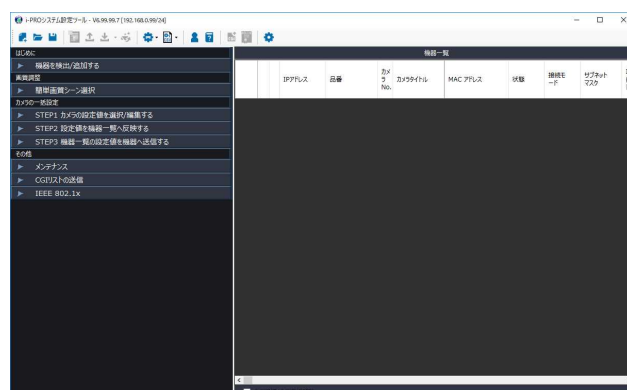 i-PROシステム設定ツール - V6.99.99.7 [192.168.0.99/24]
はじめに
機器を検出/追加する
画質調整
簡単画質シーン選択
カメラの一括設定
STEP1 カメラの設定値を選択/編集する
STEP2 設定値を機器一覧へ反映する
STEP3 機器一覧の設定値を機器へ送信する
その他
メンテナンス
CGIリストの送信
IEEE 802.1x
機器一覧
IPアドレス
品番
カメ
ラ
No.
カメラタイトル
MAC アドレス
状態
接続モ
ード
サブネット
マスク